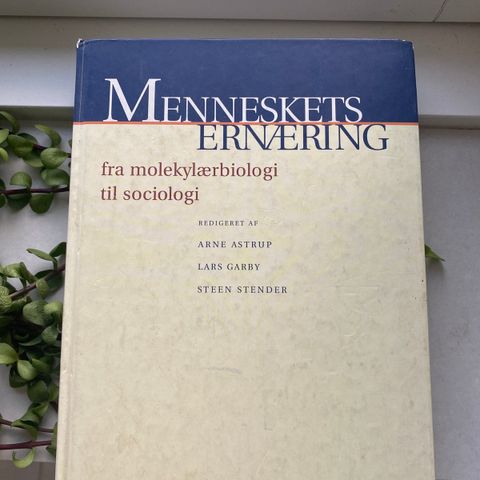 MENNESKETS
ERNÆRING
fra molekylærbiologi
til sociologi
REDIGERET AF
ARNE ASTRUP
LARS GARBY
STEEN STENDER